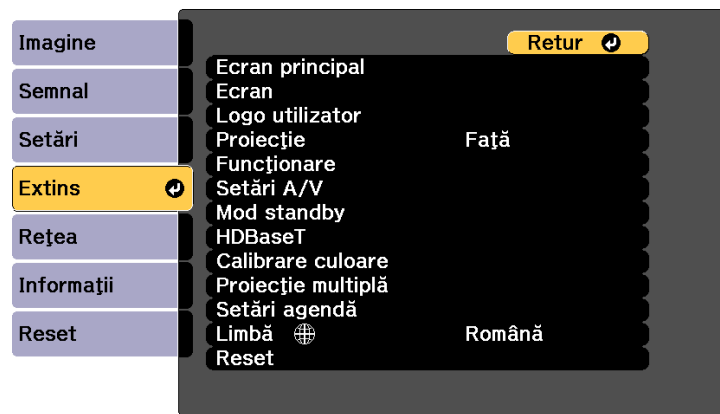 Imagine
Semnal
Setări
Extins
Reţea
Informaţii
Reset
Retur
Ecran principal
Ecran
Logo utilizator
Proiecţie Faţă
Funcţionare
Setări A/V
Mod standby
HDBaseT
Calibrare culoare
Proiecţie multiplă
Setări agendă
Limbă Română
Reset